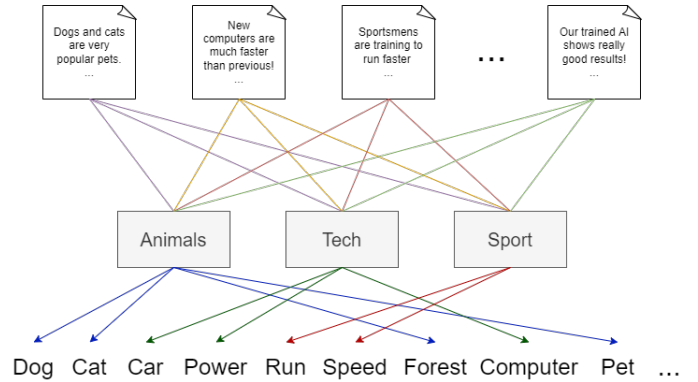 Dogs and cats
are very
popular pets.
...
New
computers are
much faster
than previous!
...
Sportsmens
are training to
run faster
...
...
Our trained AI
shows really
good results!
...
Animals
Tech
Sport
Dog Cat Car Power Run Speed Forest Computer Pet ...